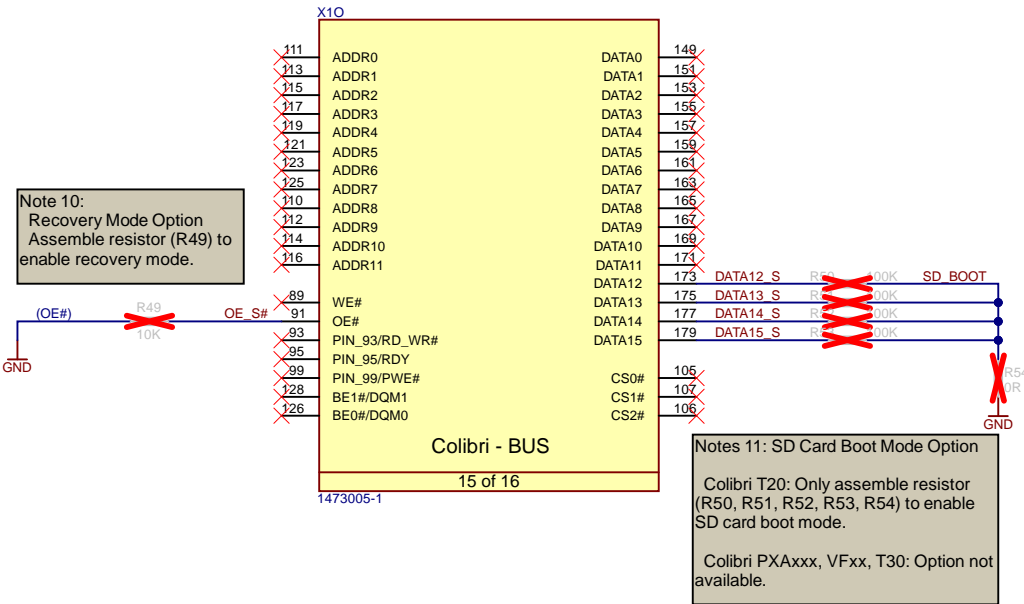 X1O
111 ADDR0 DATA0 149
113 ADDR1 DATA1 151
115 ADDR2 DATA2 153
117 ADDR3 DATA3 155
119 ADDR4 DATA4 157
121 ADDR5 DATA5 159
123 ADDR6 DATA6 161
125 ADDR7 DATA7 163
110 ADDR8 DATA8 165
112 ADDR9 DATA9 167
114 ADDR10 DATA10 169
116 ADDR11 DATA11 171
DATA12 173 DATA12_S SD_BOOT
89 WE# DATA13 175 DATA13_S
(OE#) R49 10K OE_S# 91 OE# DATA14 177 DATA14_S
93 PIN_93/RD_WR# DATA15 179 DATA15_S
95 PIN_95/RDY
99 PIN_99/PWE# CS0# 105
128 BE1#/DQM1 CS1# 107
126 BE0#/DQM0 CS2# 106
GND
R54
0R
GND
Colibri - BUS
15 of 16
1473005-1
Note 10:
Recovery Mode Option
Assemble resistor (R49) to
enable recovery mode.
Notes 11: SD Card Boot Mode Option
Colibri T20: Only assemble resistor
(R50, R51, R52, R53, R54) to enable
SD card boot mode.
Colibri PXAxxx, VFxx, T30: Option not
available.